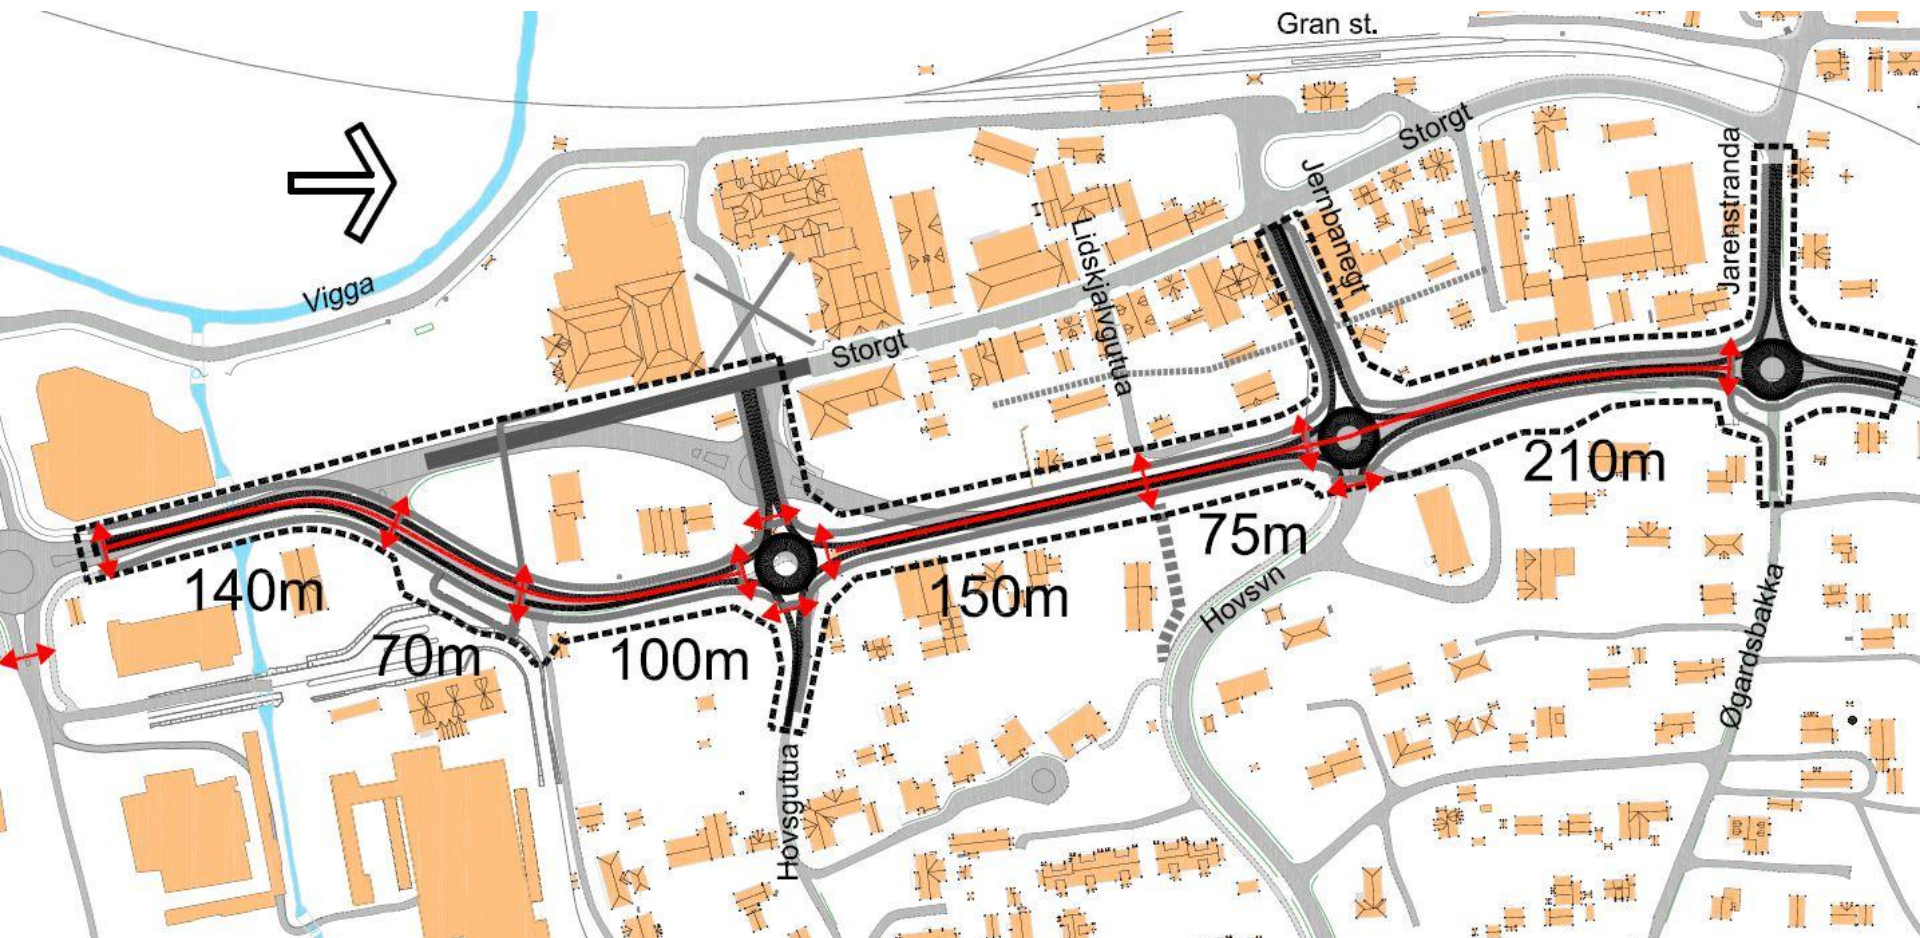 Gran st.
Storgt
Jernbanegt
Jarenstranda
Lidskjalvgutua
Vigga
Storgt
210m
75m
140m
150m
Hovsvn
70m
100m
Øgardsbakka
Hovsgutua